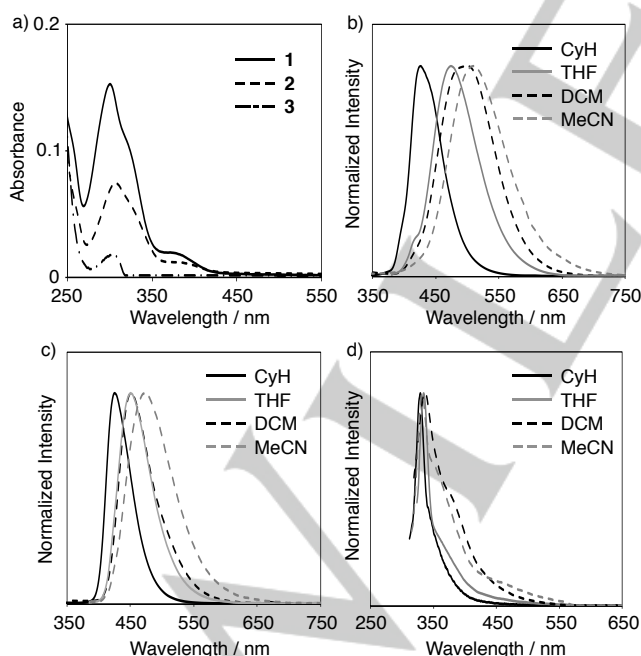 a)
0.2
0.1
0
Absorbance
1
2
3
250 350 450 550
Wavelength / nm
b)
Normalized Intensity
CyH
THF
DCM
MeCN
350 450 550 650 750
Wavelength / nm
c)
Normalized Intensity
CyH
THF
DCM
MeCN
350 450 550 650 750
Wavelength / nm
d)
Normalized Intensity
CyH
THF
DCM
MeCN
250 350 450 550 650
Wavelength / nm